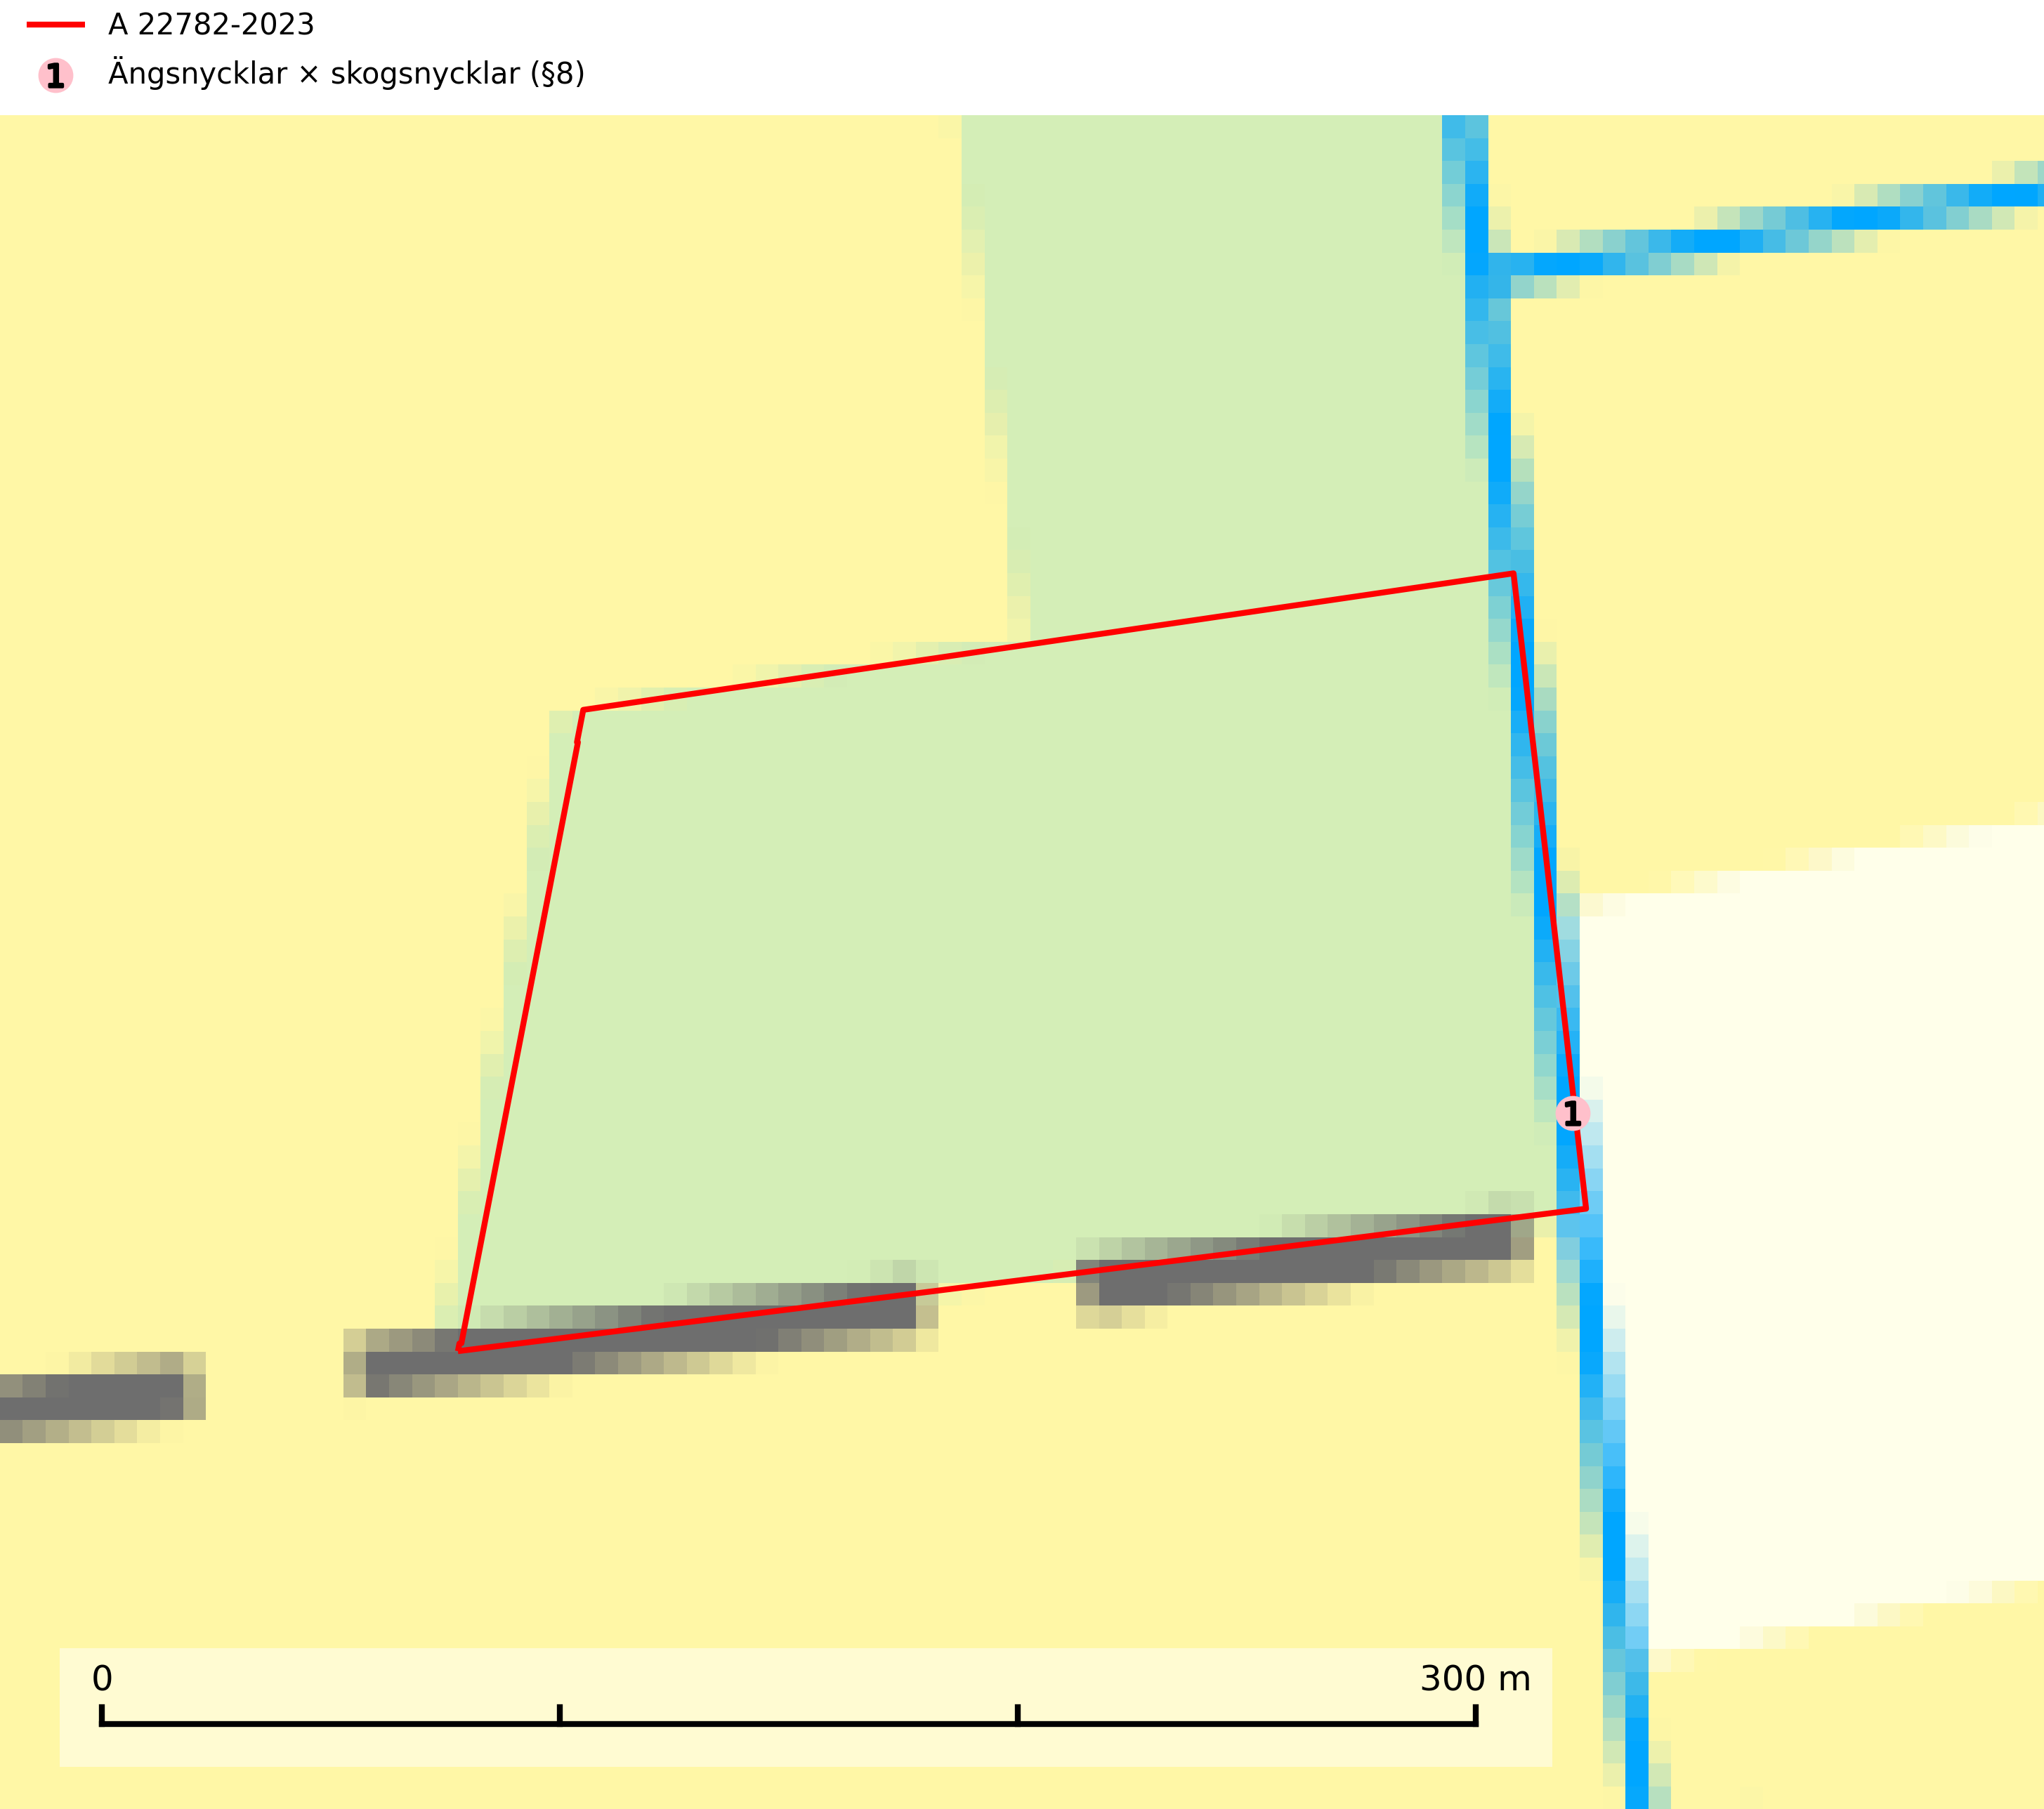 A 22782-2023
1 Ängsnycklar × skogsnycklar (§8)
1
0 300 m